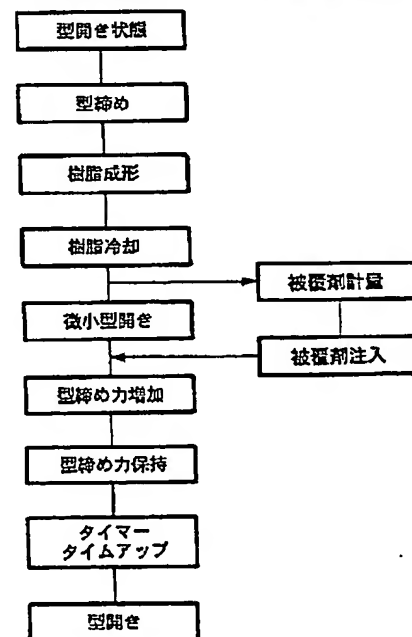 型開き状態
型締め
樹脂成形
樹脂冷却
被覆剤計量
微小型開き
被覆剤注入
型締め力増加
型締め力保持
タイマー
タイムアップ
型開き